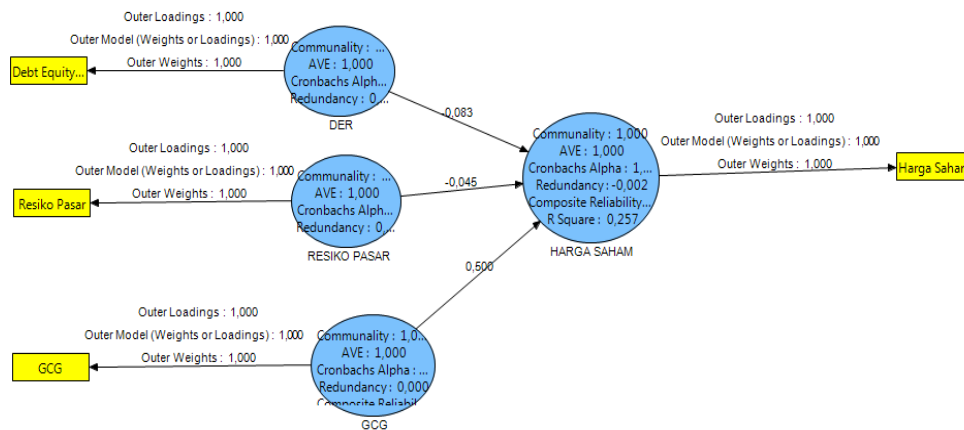 Outer Loadings : 1,000
Outer Model (Weights or Loadings) : 1,000
Outer Weights : 1,000
Debt Equity...
Communality : ...
AVE : 1,000
Cronbachs Alph...
Redundancy : 0,...
DER
-0,083
Outer Loadings : 1,000
Outer Model (Weights or Loadings) : 1,000
Outer Weights : 1,000
Resiko Pasar
Communality : ...
AVE : 1,000
Cronbachs Alph...
Redundancy : 0,...
RESIKO PASAR
-0,045
Communality : 1,000
AVE : 1,000
Cronbachs Alpha : 1,...
Redundancy : -0,002
Composite Reliability...
R Square : 0,257
HARGA SAHAM
Outer Loadings : 1,000
Outer Model (Weights or Loadings) : 1,000
Outer Weights : 1,000
Harga Saham
0,500
Outer Loadings : 1,000
Outer Model (Weights or Loadings) : 1,000
Outer Weights : 1,000
GCG
Communality : 1,0...
AVE : 1,000
Cronbachs Alpha : ...
Redundancy : 0,000
Composite Reliabil...
GCG